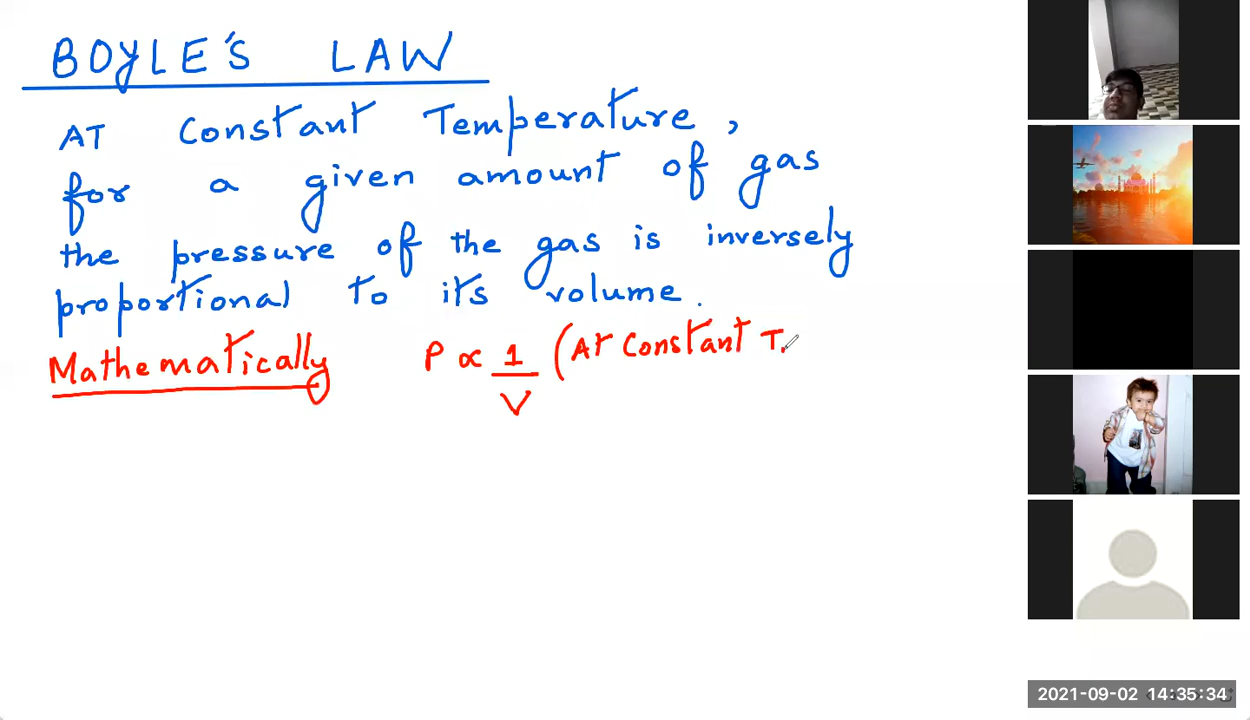 BOYLE'S LAW
AT Constant Temperature,
for a given amount of gas
the pressure of the gas is inversely
proportional to its volume.
Mathematically P ∝ 1/V (At Constant T.
2021-09-02 14:35:34